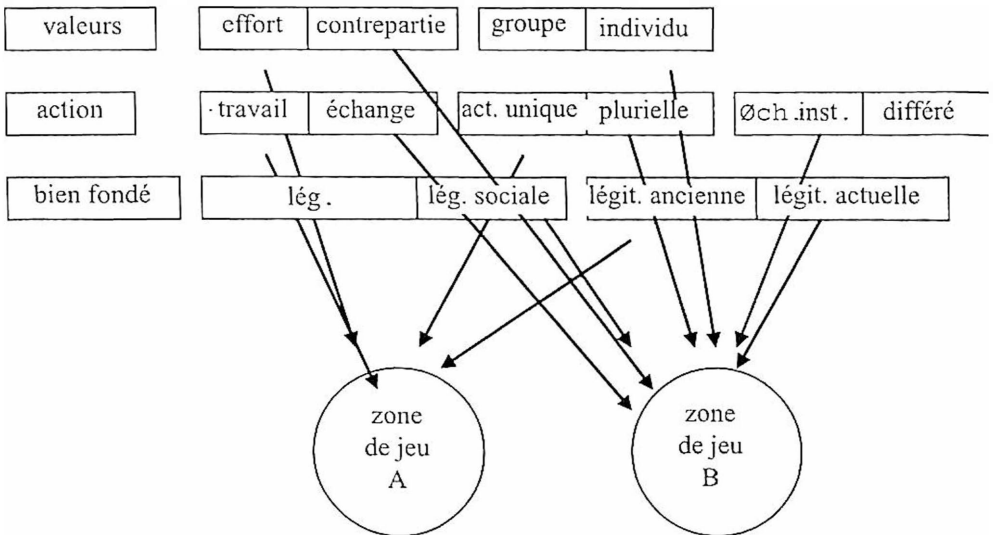 valeurs effort contrepartie groupe individu
action travail échange act. unique plurielle Øch.inst. différé
bien fondé lég. lég. sociale légit. ancienne légit. actuelle
zone zone
de jeu de jeu
A B